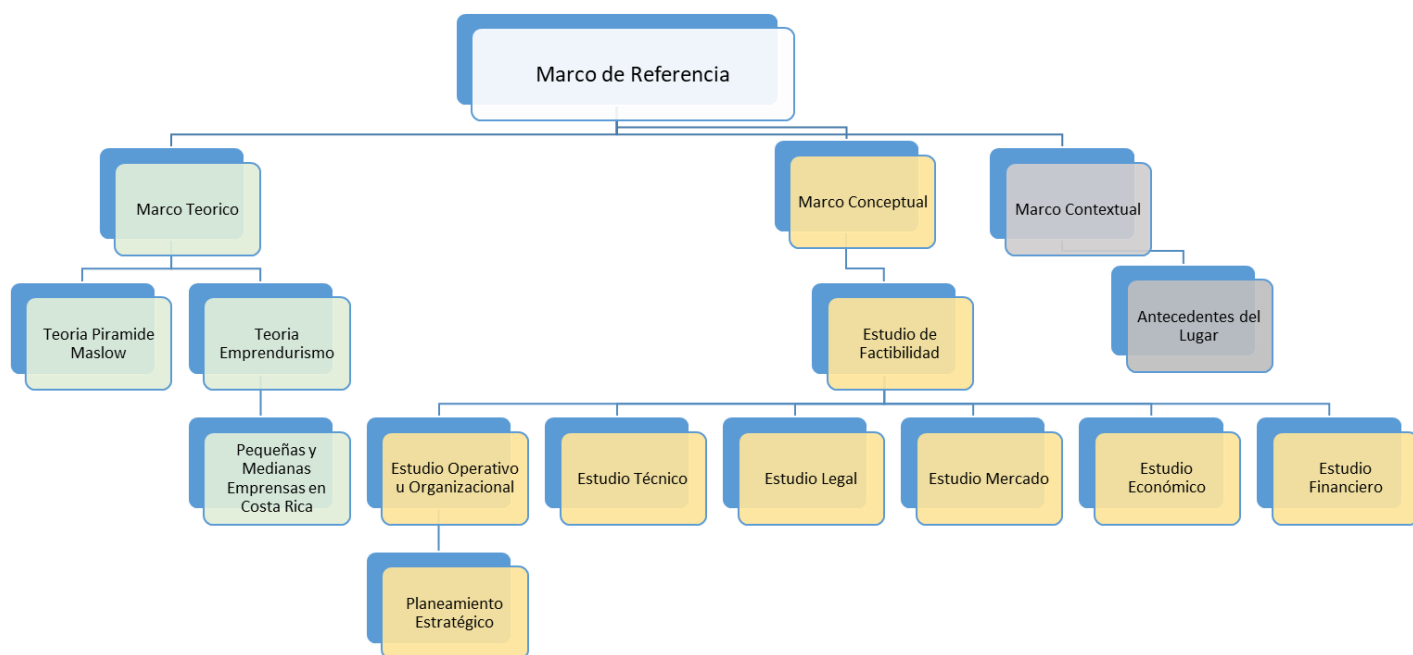 Marco de Referencia
Marco Teorico
Marco Conceptual
Marco Contextual
Teoria Piramide
Maslow
Teoria
Emprendurismo
Estudio de
Factibilidad
Antecedentes del
Lugar
Pequeñas y
Medianas
Emprensas en
Costa Rica
Estudio Operativo
u Organizacional
Estudio Técnico
Estudio Legal
Estudio Mercado
Estudio
Económico
Estudio
Financiero
Planeamiento
Estratégico